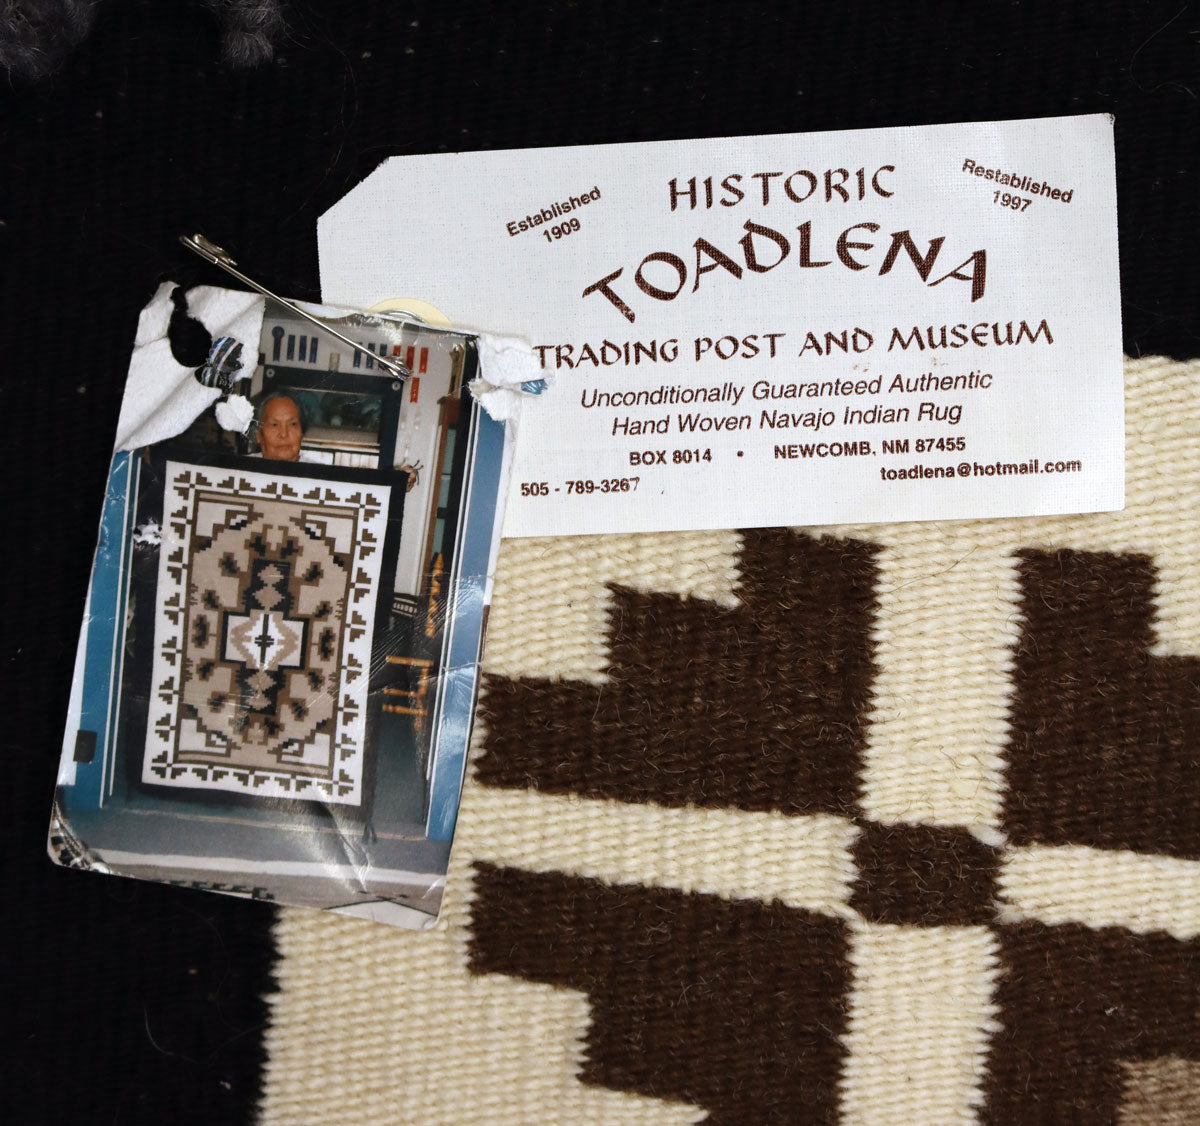 Established
1909
HISTORIC
Restablished
1997
TOADLENA
TRADING POST AND MUSEUM
Unconditionally Guaranteed Authentic
Hand Woven Navajo Indian Rug
BOX 8014 • NEWCOMB, NM 87455
505 - 789-3267 toadlena@hotmail.com